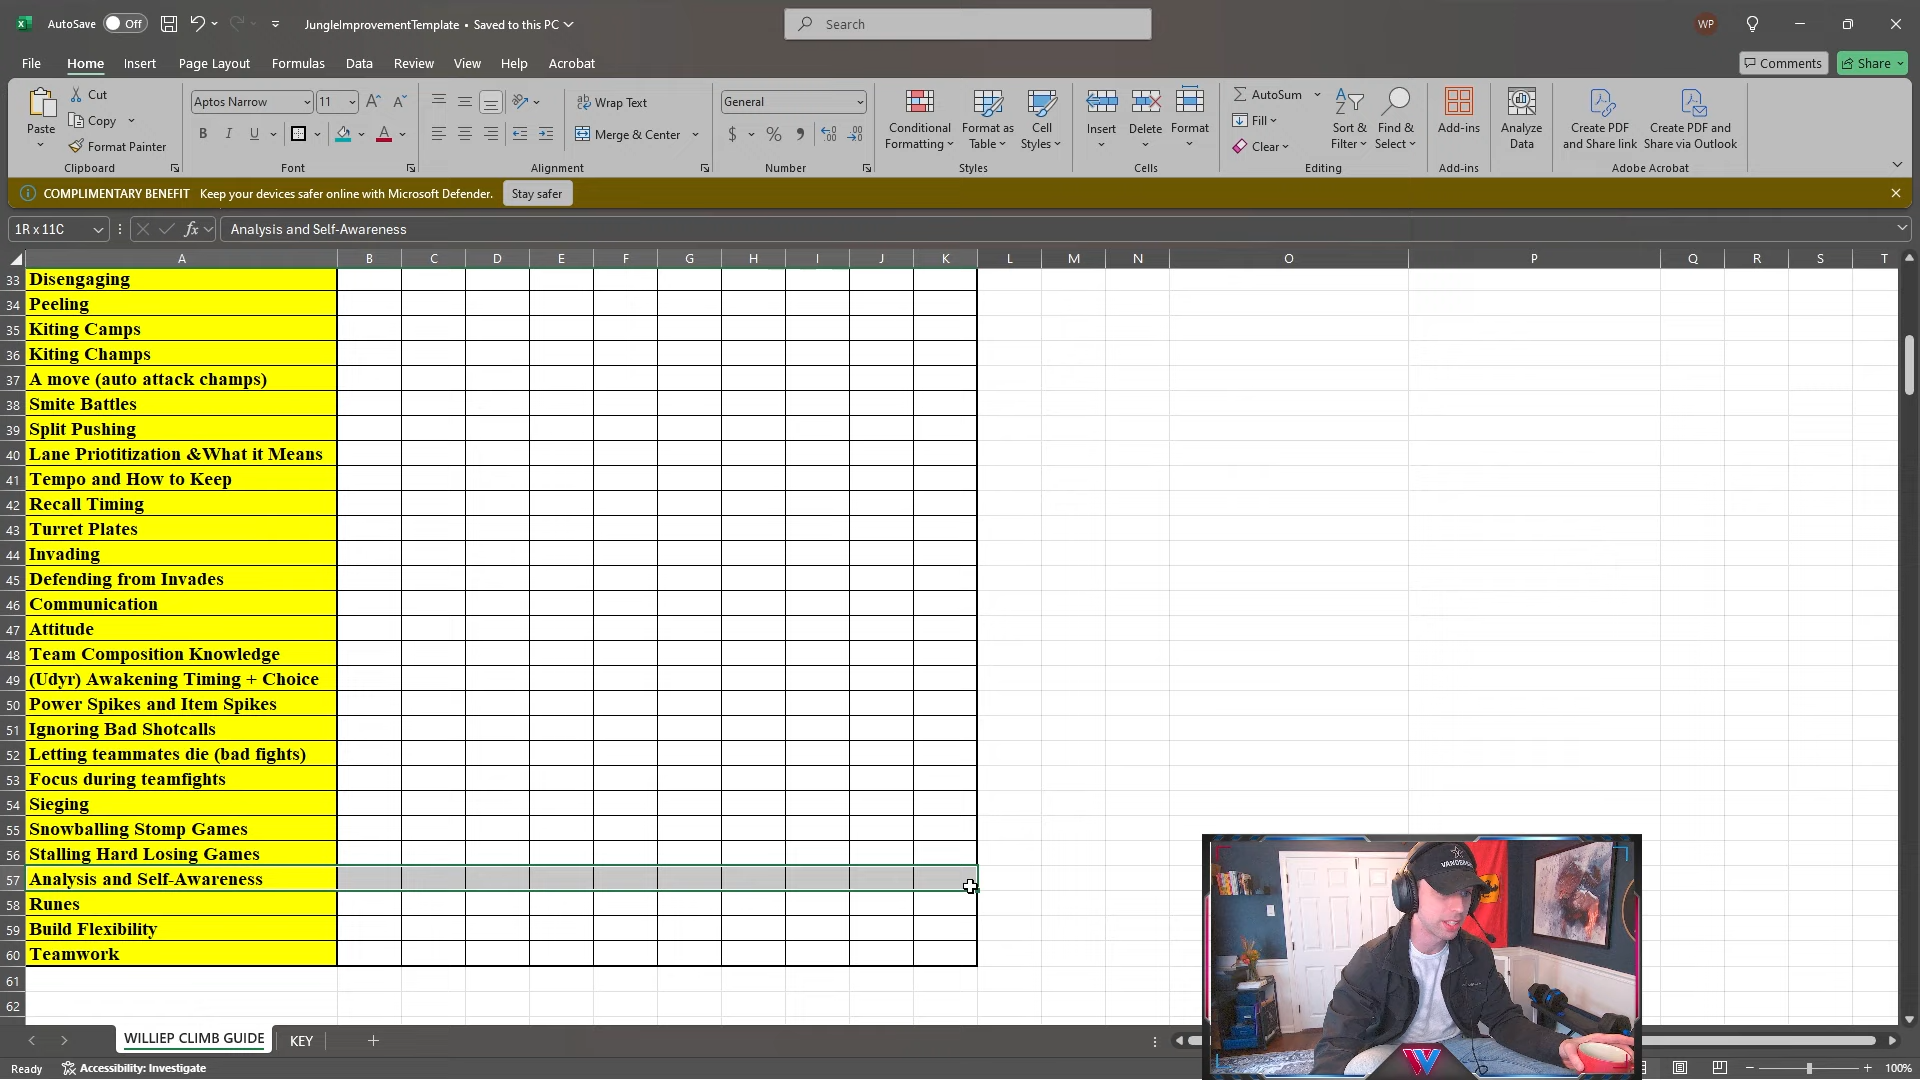 AutoSave Off JungleImprovementTemplate • Saved to this PC Search WP
File Home Insert Page Layout Formulas Data Review View Help Acrobat Comments Share
Paste Cut Copy Format Painter Clipboard
Aptos Narrow 11 B I U A Font
Wrap Text Merge & Center Alignment
General $ % Number
Conditional Formatting Format as Table Cell Styles Styles
Insert Delete Format Cells
AutoSum Fill Clear Sort & Filter Find & Select Editing
Add-ins Add-ins
Analyze Data
Create PDF and Share link Create PDF and Share via Outlook Adobe Acrobat
COMPLIMENTARY BENEFIT Keep your devices safer online with Microsoft Defender. Stay safer
1R x 11C fx Analysis and Self-Awareness
A B C D E F G H I J K L M N O P Q R S T
33 Disengaging
34 Peeling
35 Kiting Camps
36 Kiting Champs
37 A move (auto attack champs)
38 Smite Battles
39 Split Pushing
40 Lane Priotitization &What it Means
41 Tempo and How to Keep
42 Recall Timing
43 Turret Plates
44 Invading
45 Defending from Invades
46 Communication
47 Attitude
48 Team Composition Knowledge
49 (Udyr) Awakening Timing + Choice
50 Power Spikes and Item Spikes
51 Ignoring Bad Shotcalls
52 Letting teammates die (bad fights)
53 Focus during teamfights
54 Sieging
55 Snowballing Stomp Games
56 Stalling Hard Losing Games
57 Analysis and Self-Awareness
58 Runes
59 Build Flexibility
60 Teamwork
61
62
WILLIEP CLIMB GUIDE KEY
Ready Accessibility: Investigate 100%